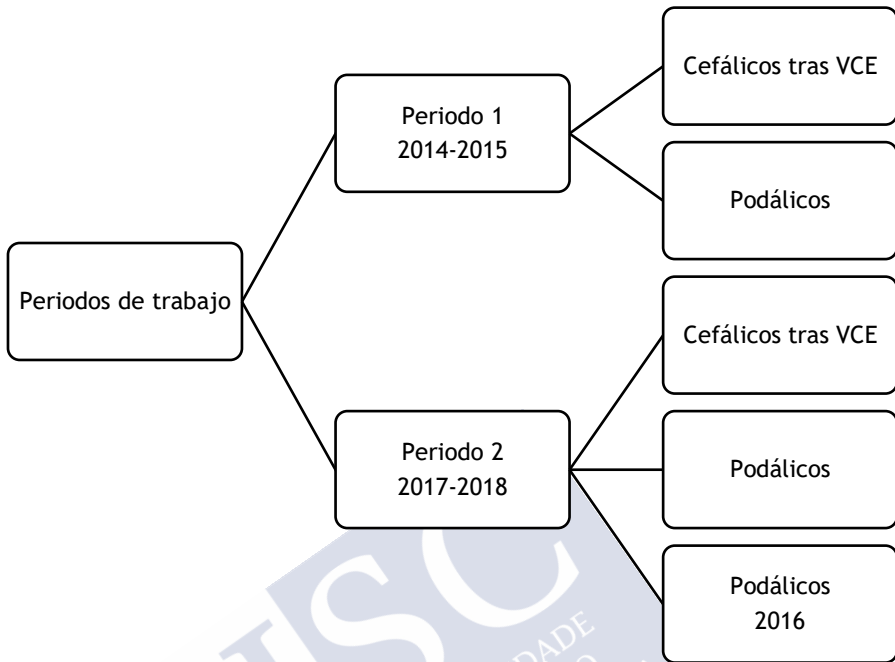 Periodos de trabajo
Periodo 1
2014-2015
Cefálicos tras VCE
Podálicos
Periodo 2
2017-2018
Cefálicos tras VCE
Podálicos
Podálicos
2016
USC